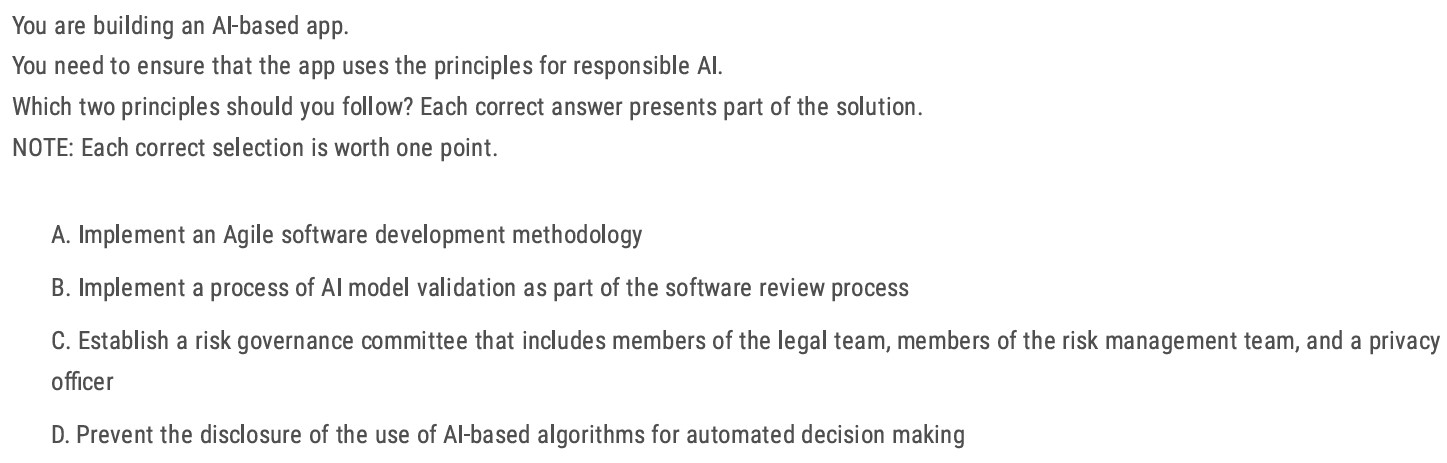 You are building an AI-based app.
You need to ensure that the app uses the principles for responsible AI.
Which two principles should you follow? Each correct answer presents part of the solution.
NOTE: Each correct selection is worth one point.
A. Implement an Agile software development methodology
B. Implement a process of AI model validation as part of the software review process
C. Establish a risk governance committee that includes members of the legal team, members of the risk management team, and a privacy
officer
D. Prevent the disclosure of the use of AI-based algorithms for automated decision making